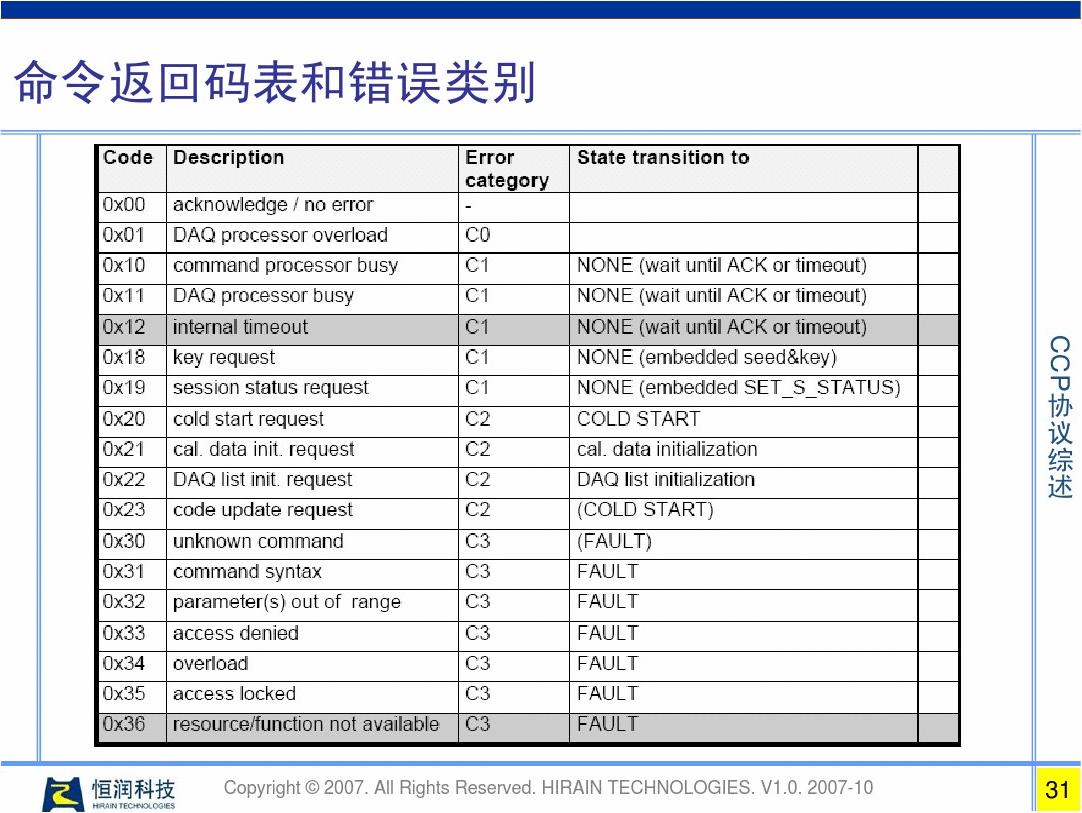 命令返回码表和错误类别
Code Description Error category State transition to
0x00 acknowledge / no error -
0x01 DAQ processor overload C0
0x10 command processor busy C1 NONE (wait until ACK or timeout)
0x11 DAQ processor busy C1 NONE (wait until ACK or timeout)
0x12 internal timeout C1 NONE (wait until ACK or timeout)
0x18 key request C1 NONE (embedded seed&key)
0x19 session status request C1 NONE (embedded SET_S_STATUS)
0x20 cold start request C2 COLD START
0x21 cal. data init. request C2 cal. data initialization
0x22 DAQ list init. request C2 DAQ list initialization
0x23 code update request C2 (COLD START)
0x30 unknown command C3 (FAULT)
0x31 command syntax C3 FAULT
0x32 parameter(s) out of range C3 FAULT
0x33 access denied C3 FAULT
0x34 overload C3 FAULT
0x35 access locked C3 FAULT
0x36 resource/function not available C3 FAULT
CCP协议综述
恒润科技
HIRAIN TECHNOLOGIES
Copyright © 2007. All Rights Reserved. HIRAIN TECHNOLOGIES. V1.0. 2007-10
31